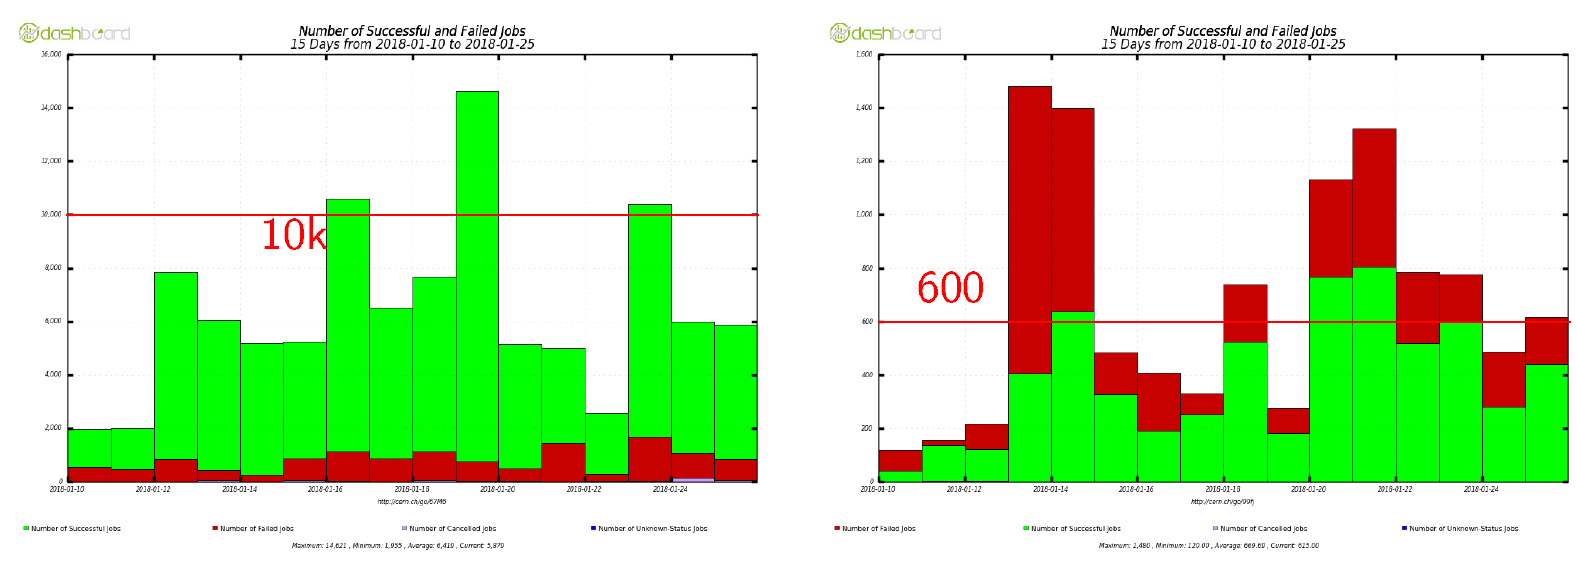 dashboard
Number of Successful and Failed Jobs
15 Days from 2018-01-10 to 2018-01-25
16,000
14,000
12,000
10,000
8,000
6,000
4,000
2,000
0
10k
2018-01-10 2018-01-12 2018-01-14 2018-01-16 2018-01-18 2018-01-20 2018-01-22 2018-01-24
http://cern.ch/go/67M6
Number of Successful Jobs Number of Failed Jobs Number of Cancelled Jobs Number of Unknown-Status Jobs
Maximum: 14,621 , Minimum: 1,955 , Average: 6,419 , Current: 5,879
dashboard
Number of Successful and Failed Jobs
15 Days from 2018-01-10 to 2018-01-25
1,600
1,400
1,200
1,000
800
600
400
200
0
600
2018-01-10 2018-01-12 2018-01-14 2018-01-16 2018-01-18 2018-01-20 2018-01-22 2018-01-24
http://cern.ch/go/99fj
Number of Failed Jobs Number of Successful Jobs Number of Cancelled Jobs Number of Unknown-Status Jobs
Maximum: 1,480 , Minimum: 120.00 , Average: 669.69 , Current: 615.00